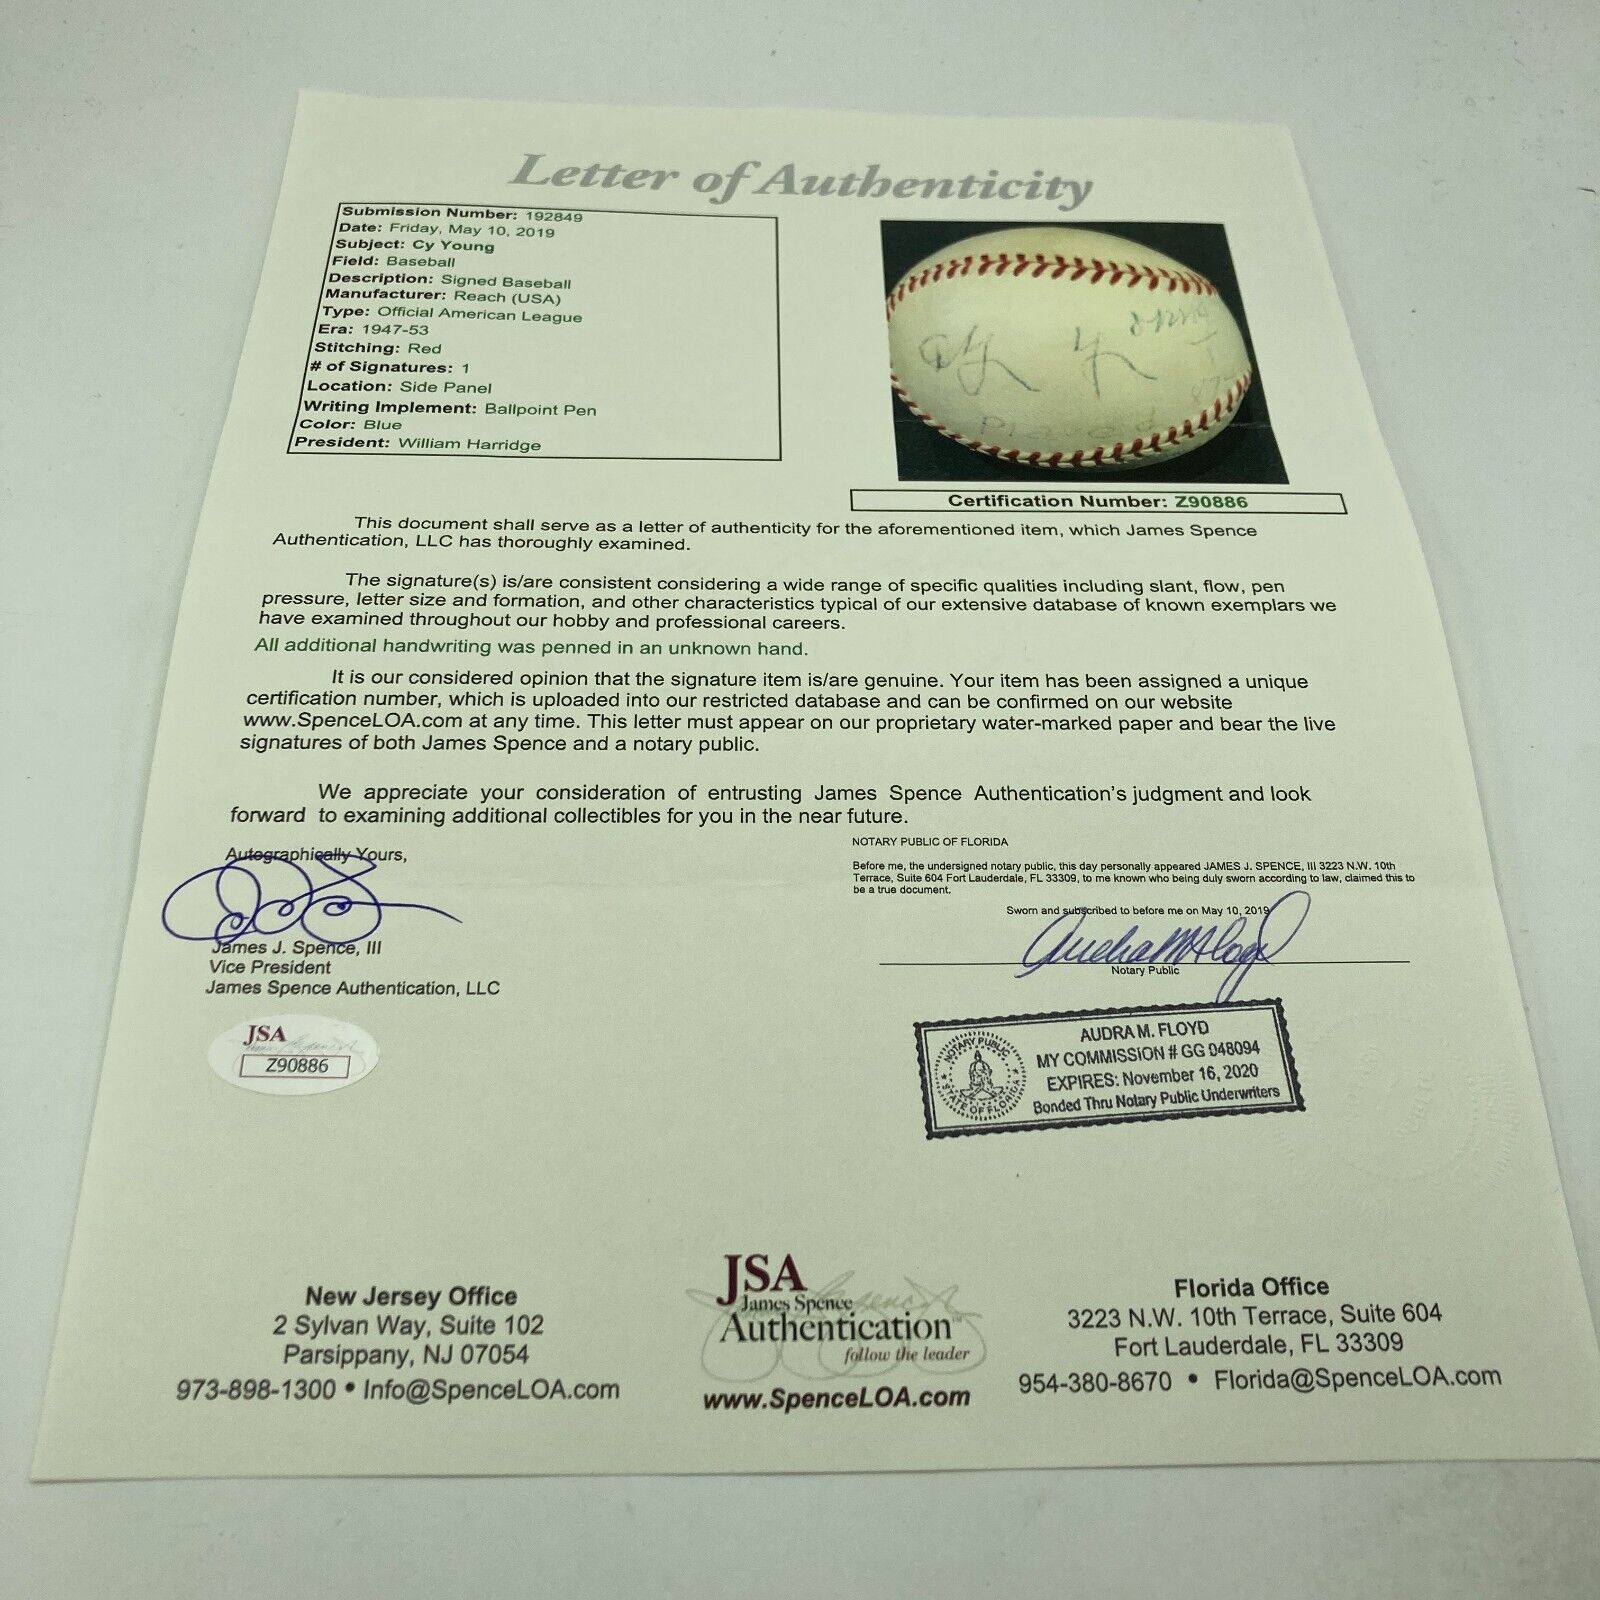 Letter of Authenticity
Submission Number: 192849
Date: Friday, May 10, 2019
Subject: Cy Young
Field: Baseball
Description: Signed Baseball
Manufacturer: Reach (USA)
Type: Official American League
Era: 1947-53
Stitching: Red
# of Signatures: 1
Location: Side Panel
Writing Implement: Ballpoint Pen
Color: Blue
President: William Harridge
Cy Y
Certification Number: Z90886
This document shall serve as a letter of authenticity for the aforementioned item, which James Spence
Authentication, LLC has thoroughly examined.
The signature(s) is/are consistent considering a wide range of specific qualities including slant, flow, pen
pressure, letter size and formation, and other characteristics typical of our extensive database of known exemplars we
have examined throughout our hobby and professional careers.
All additional handwriting was penned in an unknown hand.
It is our considered opinion that the signature item is/are genuine. Your item has been assigned a unique
certification number, which is uploaded into our restricted database and can be confirmed on our website
www.SpenceLOA.com at any time. This letter must appear on our proprietary water-marked paper and bear the live
signatures of both James Spence and a notary public.
We appreciate your consideration of entrusting James Spence Authentication's judgment and look
forward to examining additional collectibles for you in the near future.
Autographically Yours,
James J. Spence, III
Vice President
James Spence Authentication, LLC
JSA
Z90886
NOTARY PUBLIC OF FLORIDA
Before me, the undersigned notary public, this day personally appeared JAMES J. SPENCE, III 3223 N.W. 10th
Terrace, Suite 604 Fort Lauderdale, FL 33309, to me known who being duly sworn according to law, claimed this to
be a true document.
Sworn and subscribed to before me on May 10, 2019
Audra M Floyd
Notary Public
NOTARY PUBLIC
STATE OF FLORIDA
AUDRA M. FLOYD
MY COMMISSION # GG 048094
EXPIRES: November 16, 2020
Bonded Thru Notary Public Underwriters
New Jersey Office
2 Sylvan Way, Suite 102
Parsippany, NJ 07054
973-898-1300 • Info@SpenceLOA.com
JSA
James Spence
Authentication™
follow the leader
www.SpenceLOA.com
Florida Office
3223 N.W. 10th Terrace, Suite 604
Fort Lauderdale, FL 33309
954-380-8670 • Florida@SpenceLOA.com